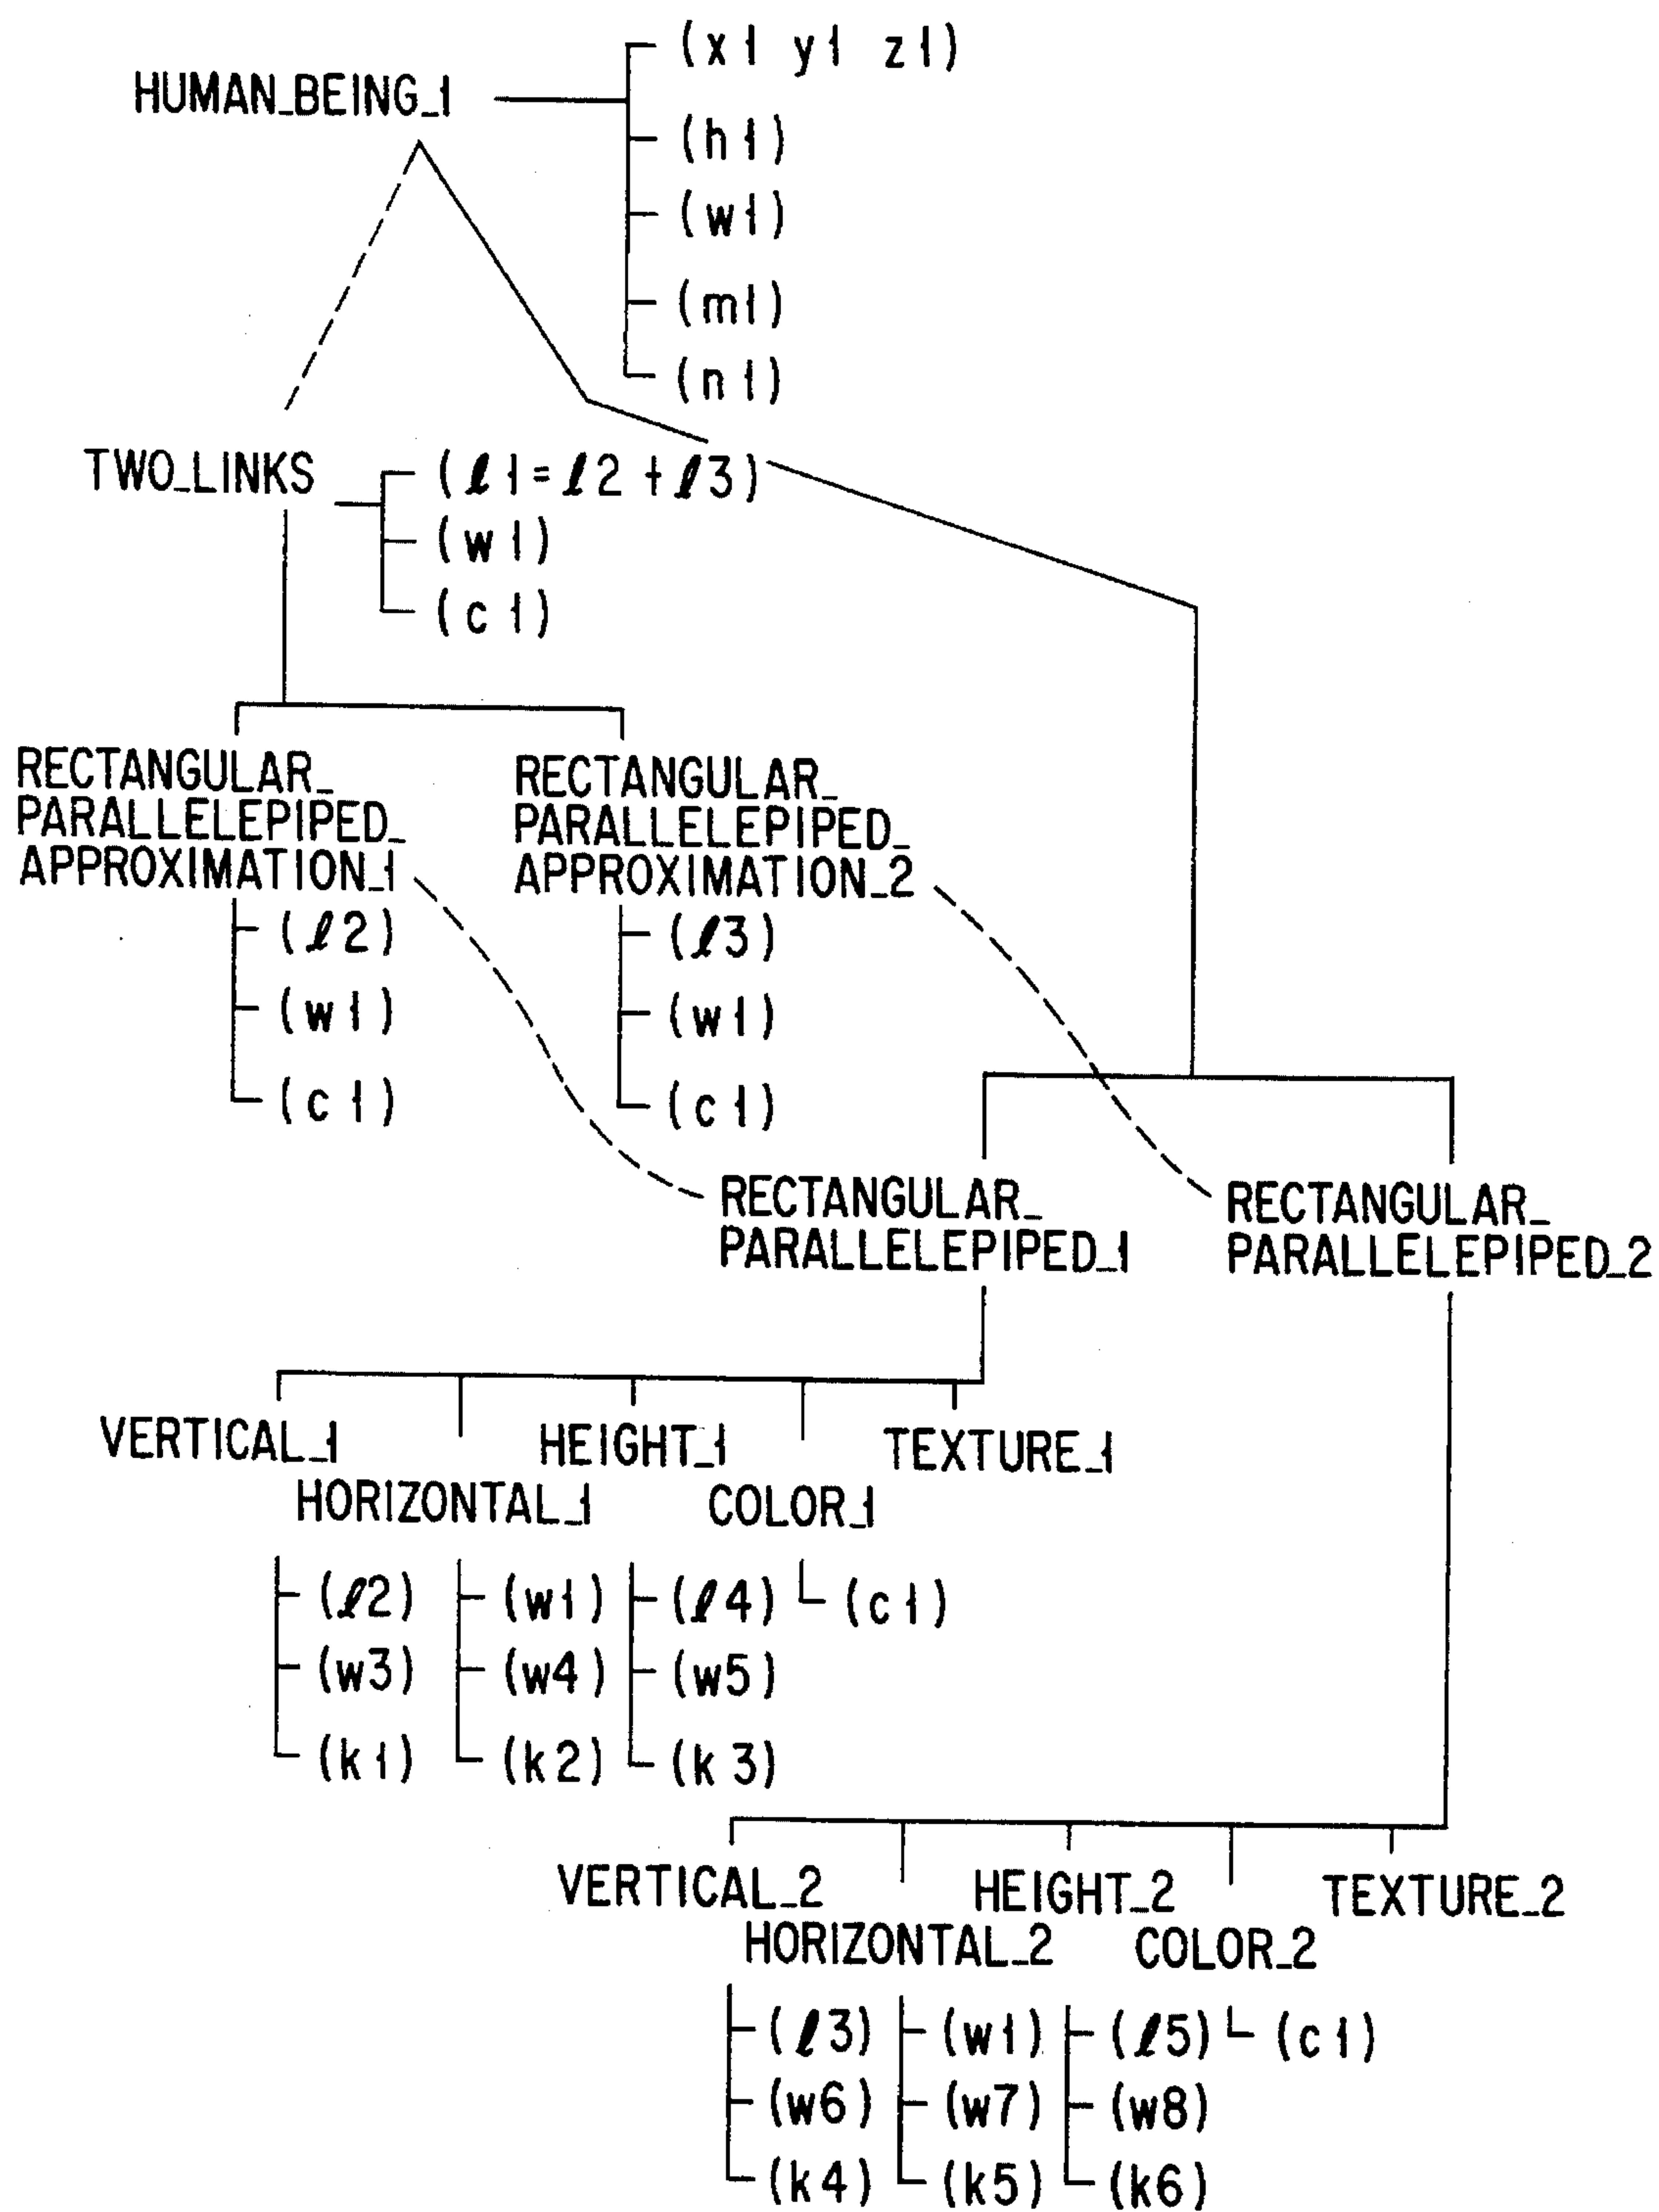 HUMAN_BEING_1
(x1 y1 z1)
(h1)
(w1)
(m1)
(n1)
TWO_LINKS
(ℓ1=ℓ2+ℓ3)
(w1)
(c1)
RECTANGULAR_
PARALLELEPIPED_
APPROXIMATION_1
(ℓ2)
(w1)
(c1)
RECTANGULAR_
PARALLELEPIPED_
APPROXIMATION_2
(ℓ3)
(w1)
(c1)
RECTANGULAR_
PARALLELEPIPED_1
RECTANGULAR_
PARALLELEPIPED_2
VERTICAL_1 HEIGHT_1 TEXTURE_1
HORIZONTAL_1 COLOR_1
(ℓ2) (w1) (ℓ4) (c1)
(w3) (w4) (w5)
(k1) (k2) (k3)
VERTICAL_2 HEIGHT_2 TEXTURE_2
HORIZONTAL_2 COLOR_2
(ℓ3) (w1) (ℓ5) (c1)
(w6) (w7) (w8)
(k4) (k5) (k6)